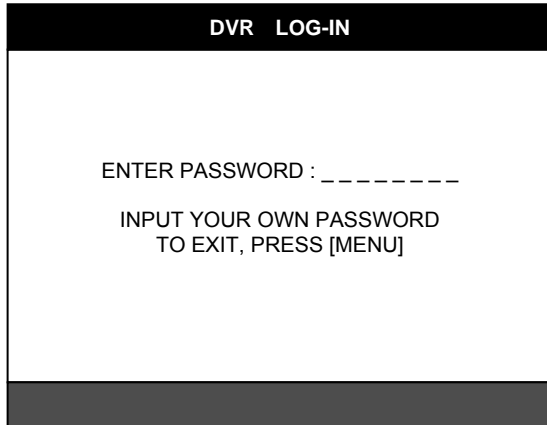 DVR LOG-IN
ENTER PASSWORD : _ _ _ _ _ _ _ _
INPUT YOUR OWN PASSWORD
TO EXIT, PRESS [MENU]